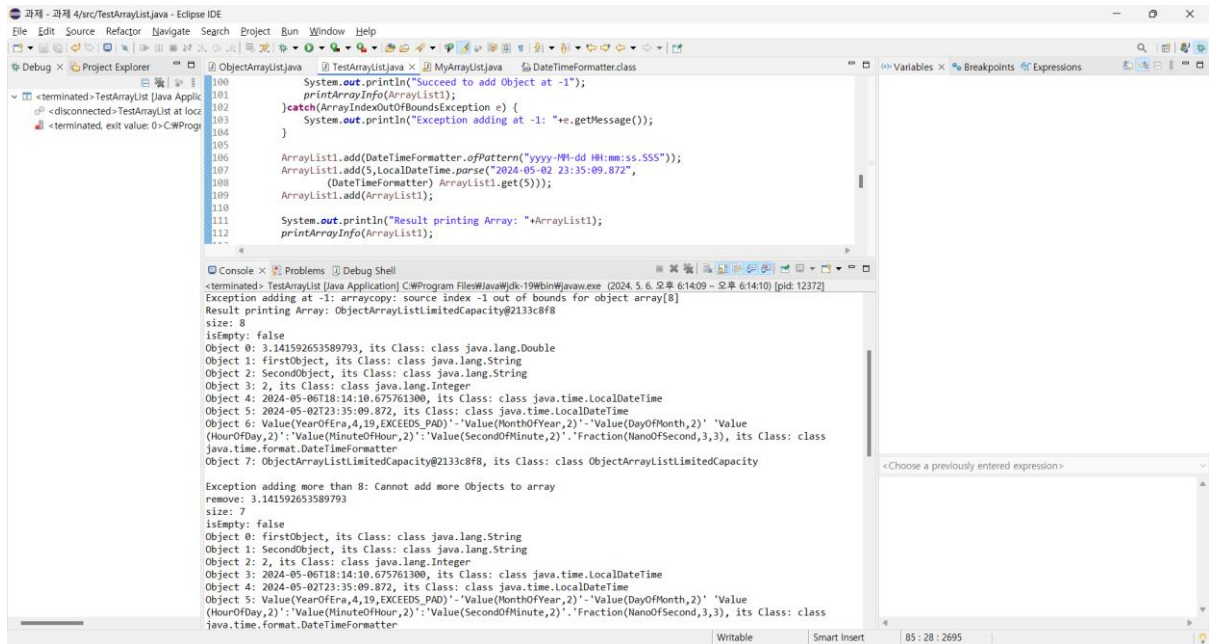 과제 - 과제 4/src/TestArrayList.java - Eclipse IDE
File Edit Source Refactor Navigate Search Project Run Window Help
Debug Project Explorer
ObjectArrayList.java TestArrayList.java MyArrayList.java DateTimeFormatter.class
Variables Breakpoints Expressions
<terminated>TestArrayList [Java Applic
<disconnected>TestArrayList at loca
<terminated, exit value: 0>C:₩Progr
100 System.out.println("Succeed to add Object at -1");
101 printArrayInfo(ArrayList1);
102 }catch(ArrayIndexOutOfBoundsException e) {
103 System.out.println("Exception adding at -1: "+e.getMessage());
104 }
105
106 ArrayList1.add(DateTimeFormatter.ofPattern("yyyy-MM-dd HH:mm:ss.SSS"));
107 ArrayList1.add(5,LocalDateTime.parse("2024-05-02 23:35:09.872",
108 (DateTimeFormatter) ArrayList1.get(5)));
109 ArrayList1.add(ArrayList1);
110
111 System.out.println("Result printing Array: "+ArrayList1);
112 printArrayInfo(ArrayList1);
Console Problems Debug Shell
<terminated> TestArrayList [Java Application] C:₩Program Files₩Java₩jdk-19₩bin₩javaw.exe (2024. 5. 6. 오후 6:14:09 – 오후 6:14:10) [pid: 12372]
Exception adding at -1: arraycopy: source index -1 out of bounds for object array[8]
Result printing Array: ObjectArrayListLimitedCapacity@2133c8f8
size: 8
isEmpty: false
Object 0: 3.141592653589793, its Class: class java.lang.Double
Object 1: firstObject, its Class: class java.lang.String
Object 2: SecondObject, its Class: class java.lang.String
Object 3: 2, its Class: class java.lang.Integer
Object 4: 2024-05-06T18:14:10.675761300, its Class: class java.time.LocalDateTime
Object 5: 2024-05-02T23:35:09.872, its Class: class java.time.LocalDateTime
Object 6: Value(YearOfEra,4,19,EXCEEDS_PAD)'-'Value(MonthOfYear,2)'-'Value(DayOfMonth,2)' 'Value
(HourOfDay,2)':'Value(MinuteOfHour,2)':'Value(SecondOfMinute,2)'.'Fraction(NanoOfSecond,3,3), its Class: class
java.time.format.DateTimeFormatter
Object 7: ObjectArrayListLimitedCapacity@2133c8f8, its Class: class ObjectArrayListLimitedCapacity
<Choose a previously entered expression>
Exception adding more than 8: Cannot add more Objects to array
remove: 3.141592653589793
size: 7
isEmpty: false
Object 0: firstObject, its Class: class java.lang.String
Object 1: SecondObject, its Class: class java.lang.String
Object 2: 2, its Class: class java.lang.Integer
Object 3: 2024-05-06T18:14:10.675761300, its Class: class java.time.LocalDateTime
Object 4: 2024-05-02T23:35:09.872, its Class: class java.time.LocalDateTime
Object 5: Value(YearOfEra,4,19,EXCEEDS_PAD)'-'Value(MonthOfYear,2)'-'Value(DayOfMonth,2)' 'Value
(HourOfDay,2)':'Value(MinuteOfHour,2)':'Value(SecondOfMinute,2)'.'Fraction(NanoOfSecond,3,3), its Class: class
java.time.format.DateTimeFormatter
Writable Smart Insert 85 : 28 : 2695